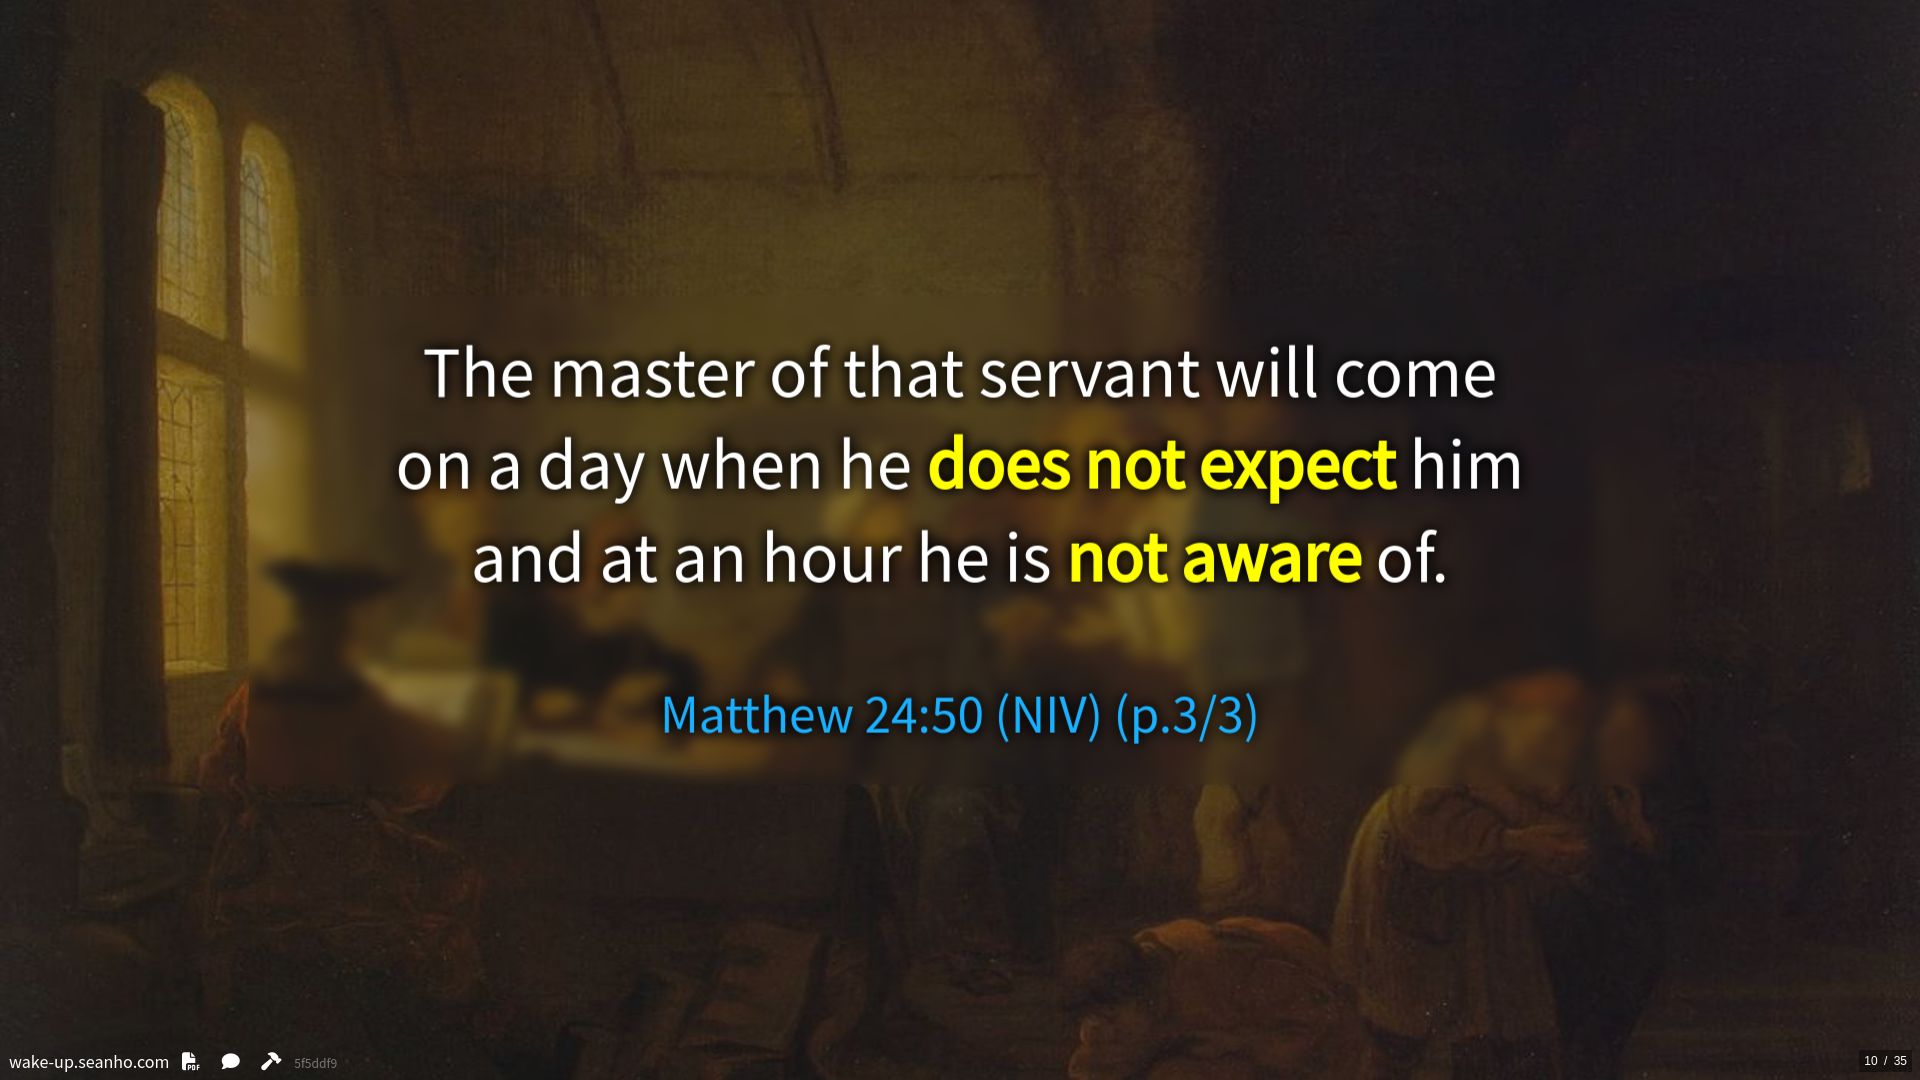 The master of that servant will come
on a day when he does not expect him
and at an hour he is not aware of.
Matthew 24:50 (NIV) (p.3/3)
wake-up.seanho.com PDF 5f5ddf9
10 / 35